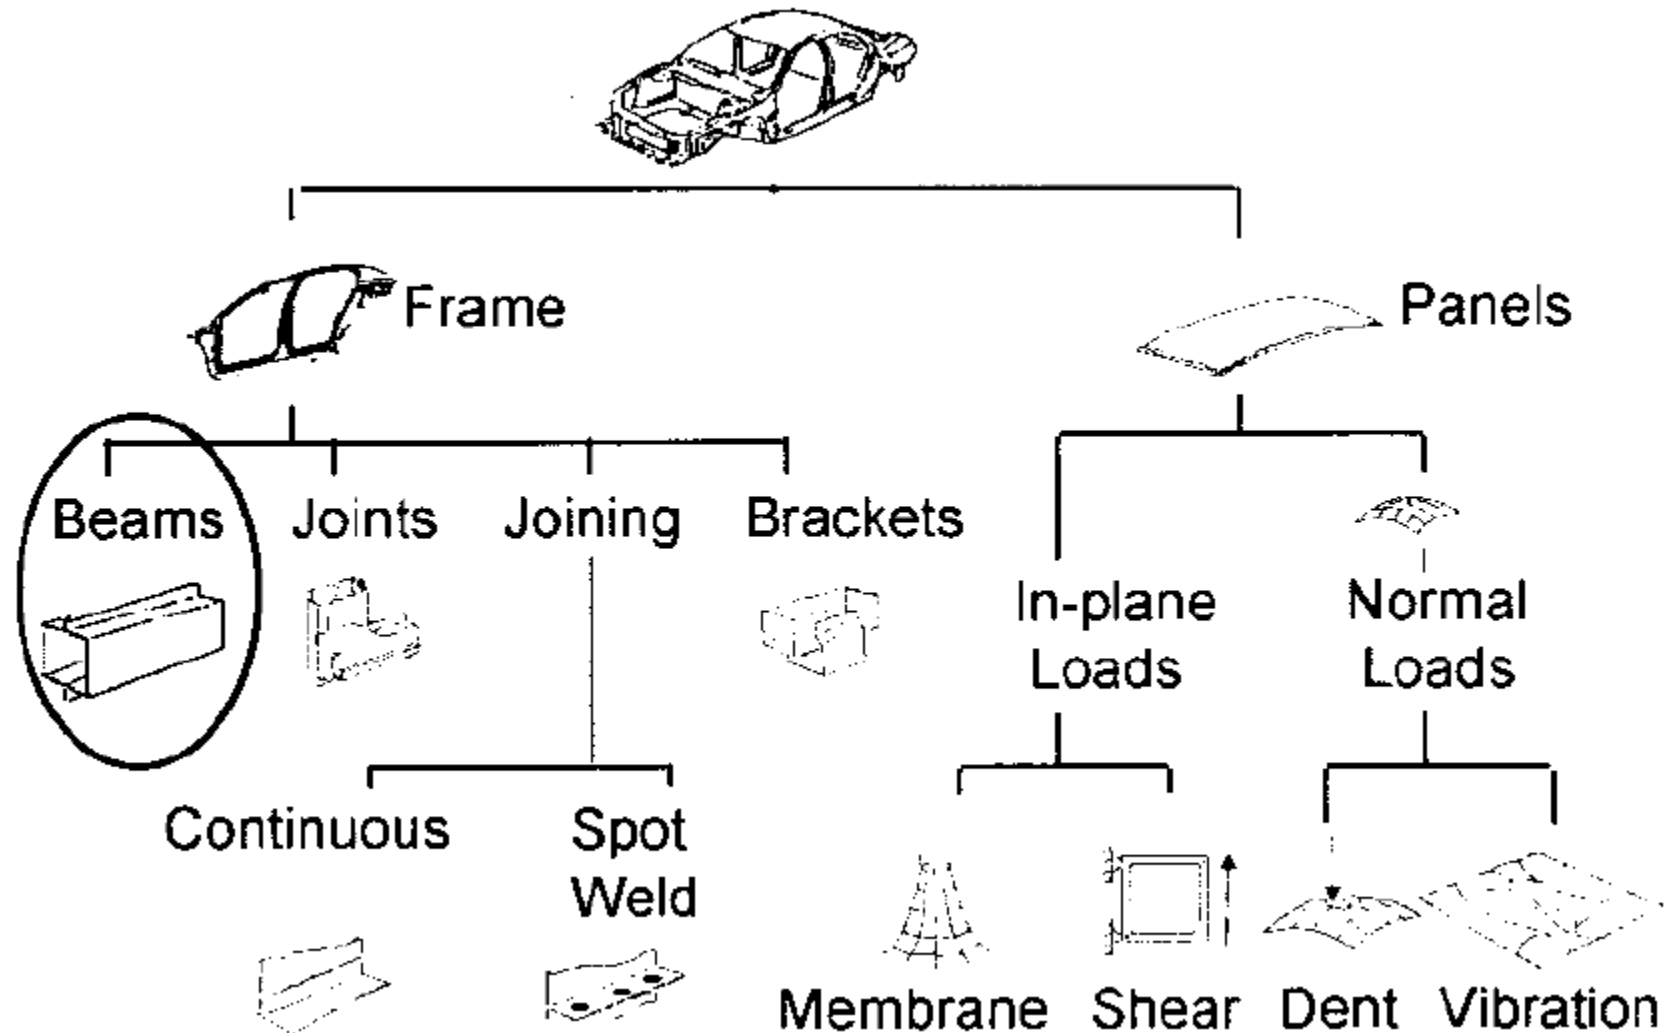 Frame
Panels
Beams
Joints
Joining
Brackets
In-plane
Loads
Normal
Loads
Continuous
Spot
Weld
Membrane
Shear
Dent
Vibration